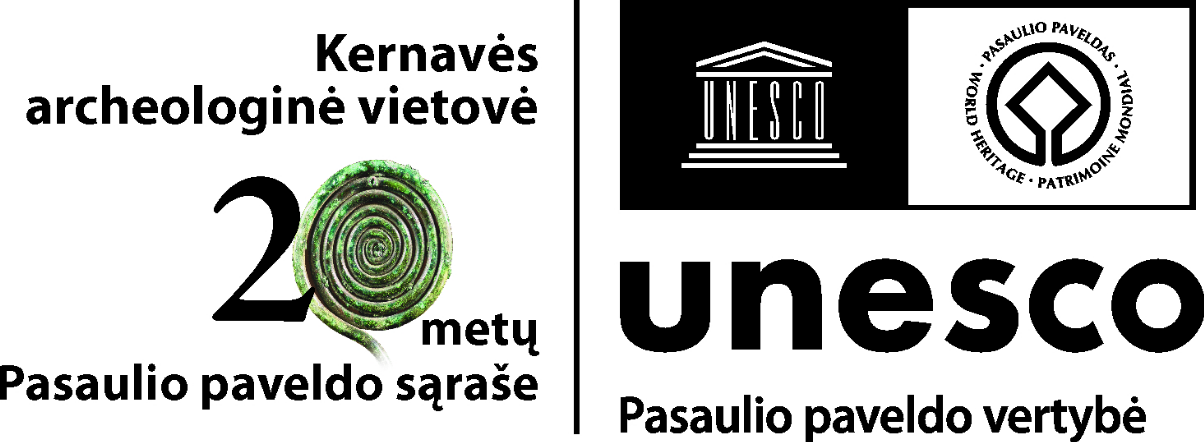 Kernavės
archeologinė vietovė
20
metų
Pasaulio paveldo sąraše
UNESCO
· PASAULIO PAVELDAS · WORLD HERITAGE · PATRIMOINE MONDIAL
unesco
Pasaulio paveldo vertybė